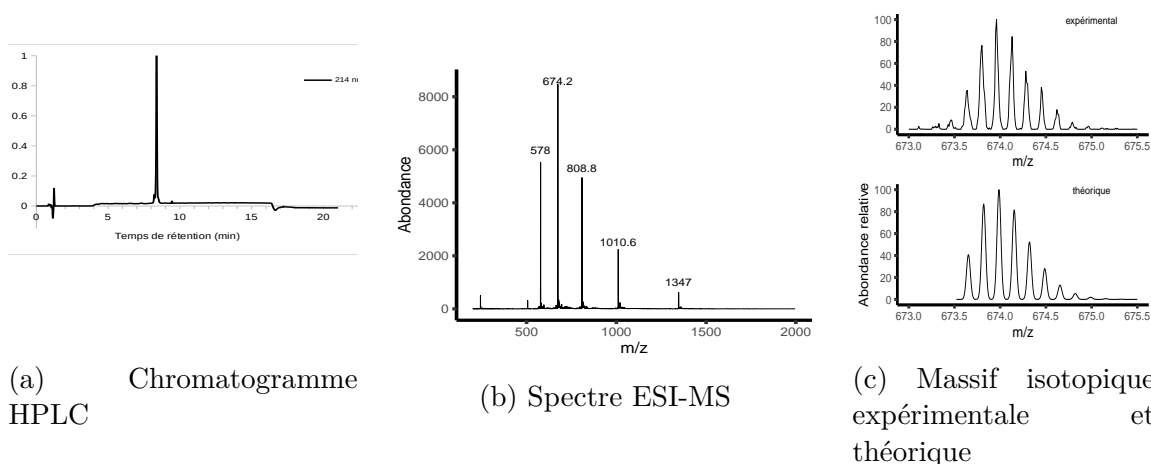 1
0.8
0.6
0.4
0.2
0
0 5 10 15 20
Temps de rétention (min)
214
(a) Chromatogramme
HPLC
8000
6000
4000
2000
0
Abondance
674.2
578
808.8
1010.6
1347
500 1000 1500 2000
m/z
(b) Spectre ESI-MS
expérimental
100
80
60
40
20
0
673.0 673.5 674.0 674.5 675.0 675.5
m/z
théorique
Abondance relative
100
80
60
40
20
0
673.0 673.5 674.0 674.5 675.0 675.5
m/z
(c) Massif isotopique
expérimentale et
théorique